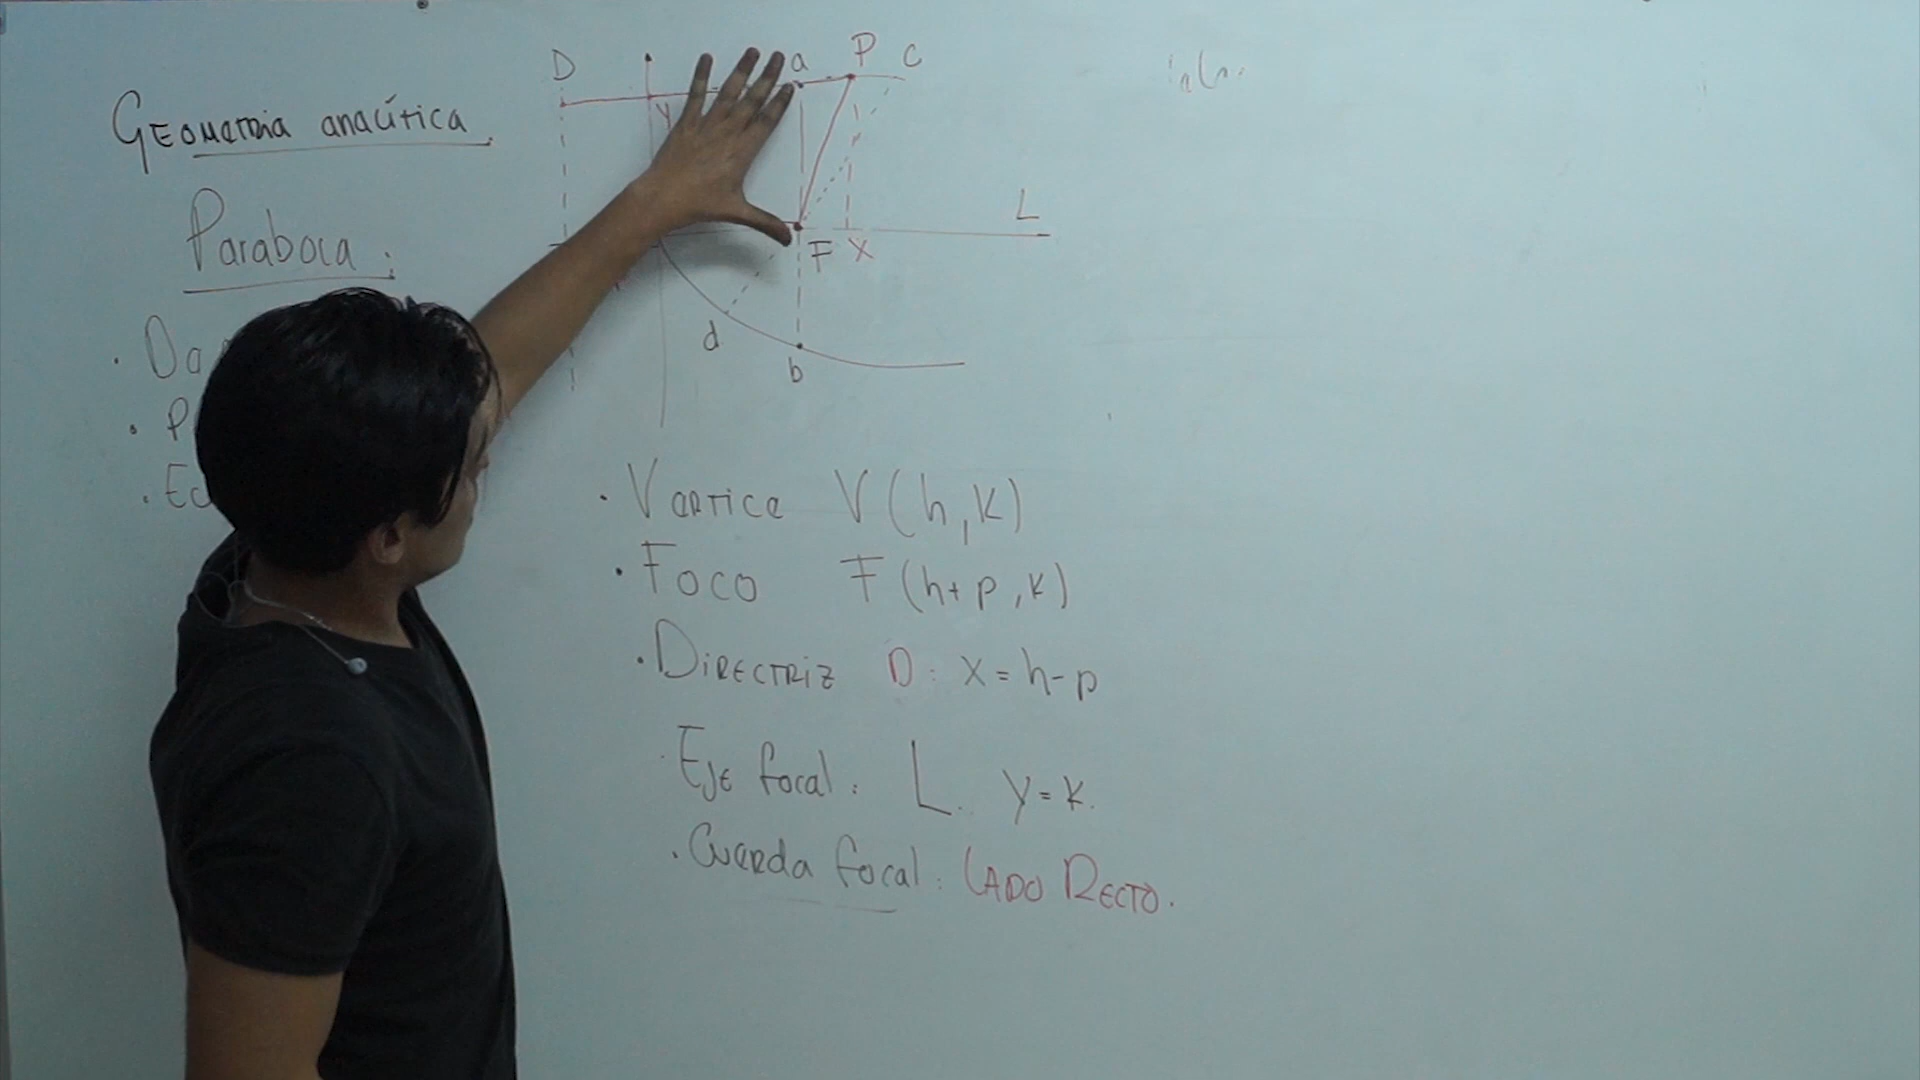 GEOMETRIA ANALÍTICA.
Parabola:
D a P C
Y
L
F X
d
b
. Vertice V(h,k)
. Foco F(h+p,k)
. DIRECTRIZ D: x=h-p
. Eje focal: L. y=k.
. Cuerda focal: LADO RECTO.